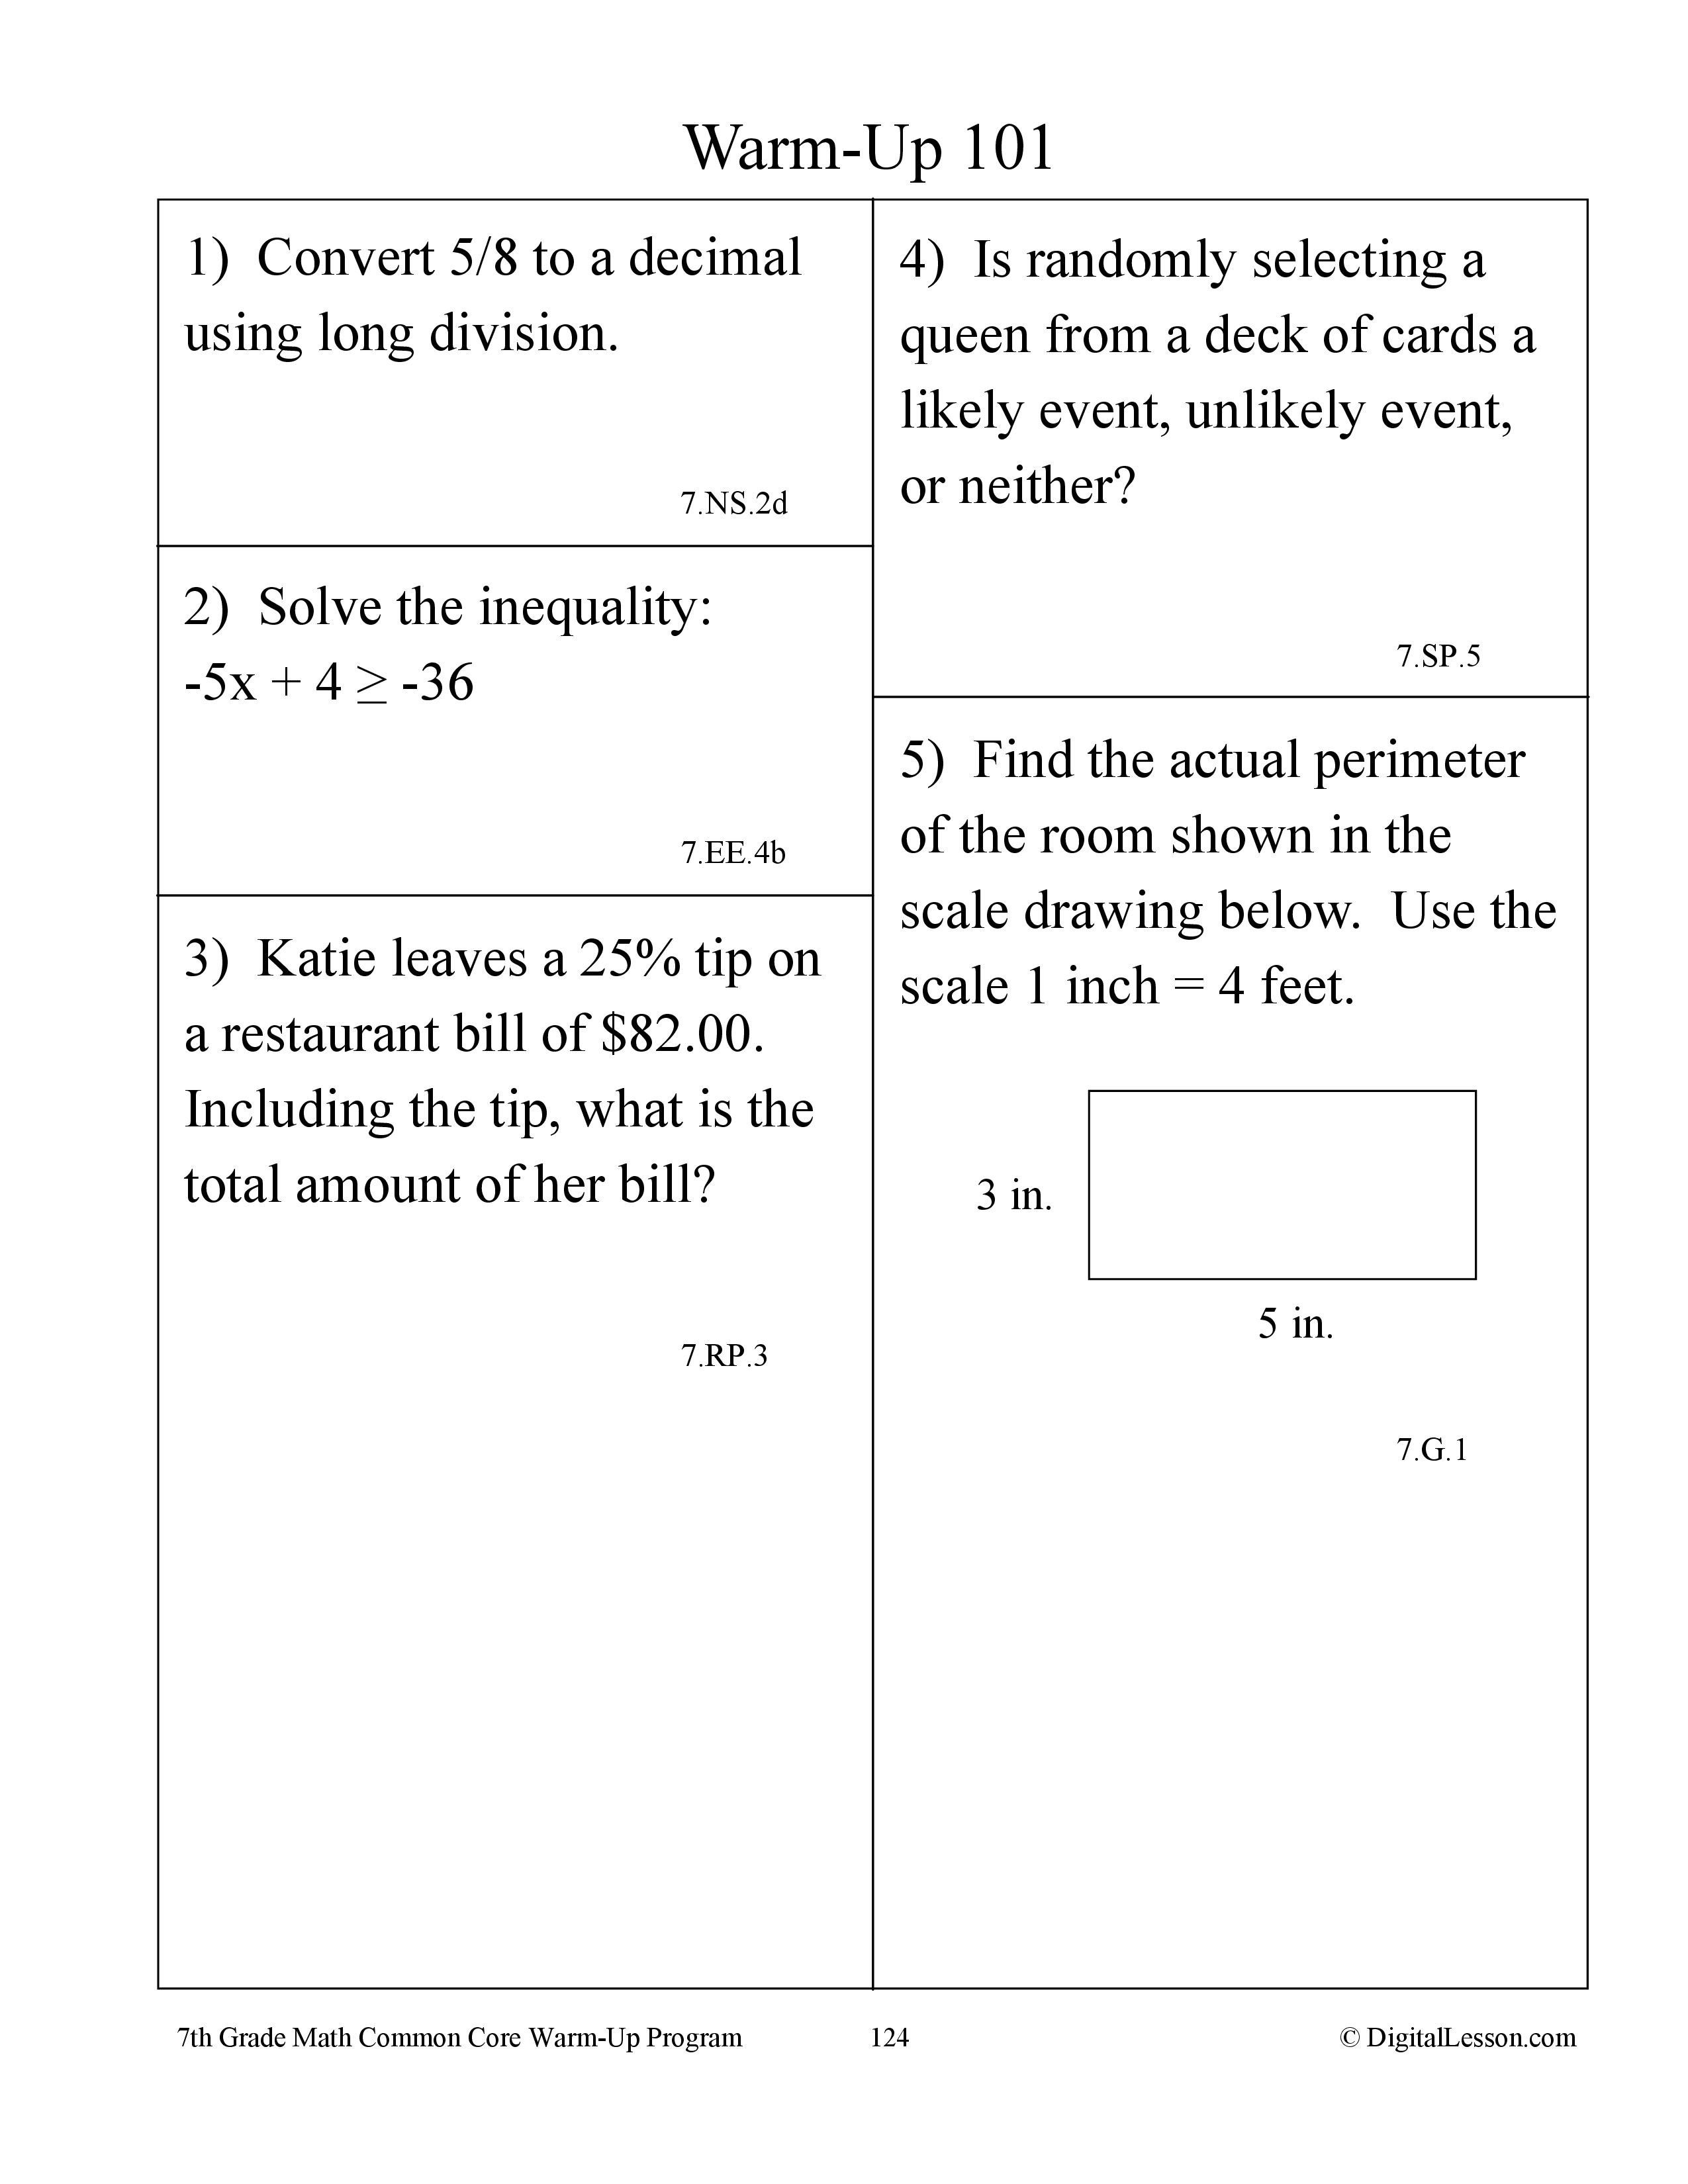 Warm-Up 101
1)  Convert 5/8 to a decimal
using long division.
7.NS.2d
2)  Solve the inequality:
-5x + 4 ≥ -36
7.EE.4b
3)  Katie leaves a 25% tip on
a restaurant bill of $82.00.
Including the tip, what is the
total amount of her bill?
7.RP.3
4)  Is randomly selecting a
queen from a deck of cards a
likely event, unlikely event,
or neither?
7.SP.5
5)  Find the actual perimeter
of the room shown in the
scale drawing below.  Use the
scale 1 inch = 4 feet.
3 in.
5 in.
7.G.1
7th Grade Math Common Core Warm-Up Program 124 © DigitalLesson.com